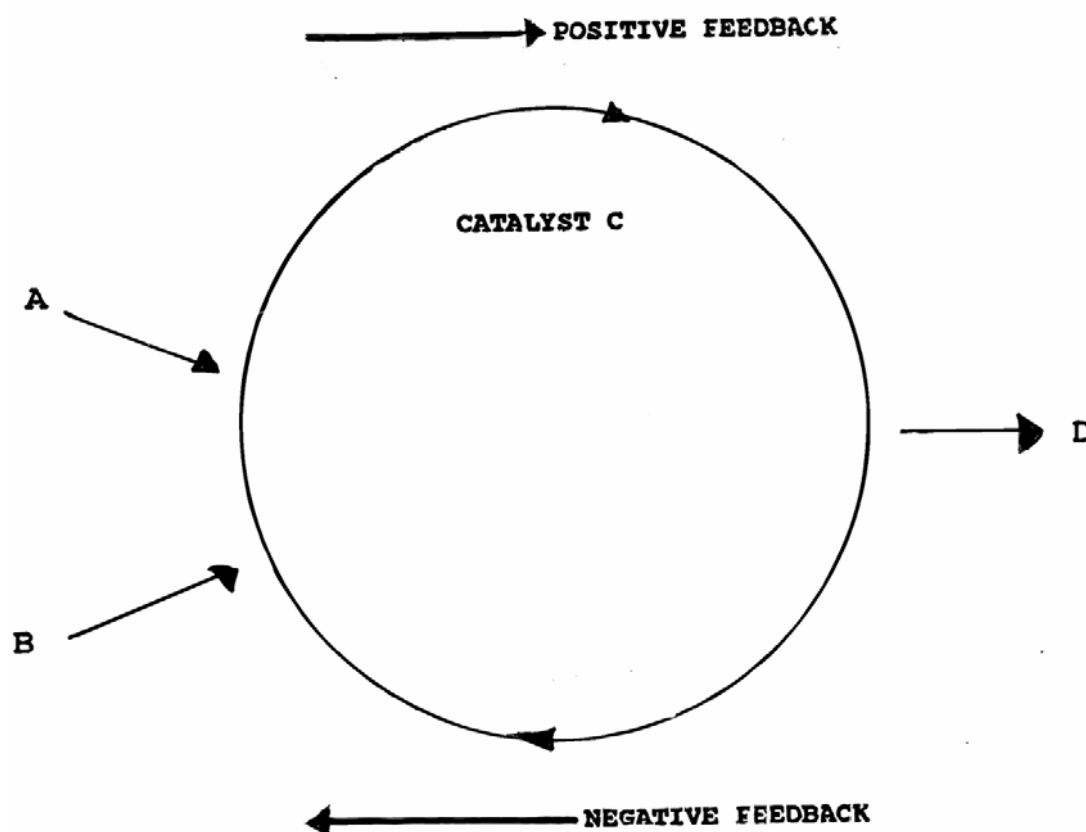 POSITIVE FEEDBACK
CATALYST C
A
D
B
NEGATIVE FEEDBACK